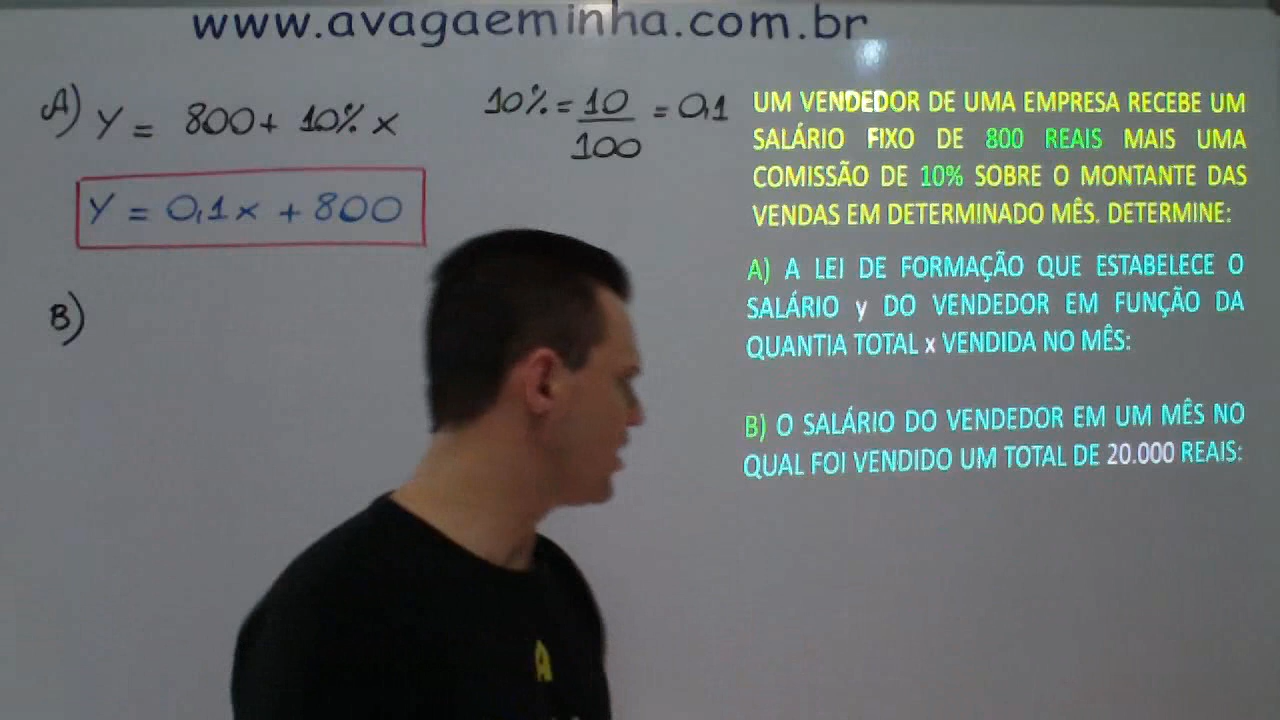 www.avagaeminha.com.br
A) Y = 800 + 10% x
10% = 10/100 = 0,1
Y = 0,1x + 800
B)
UM VENDEDOR DE UMA EMPRESA RECEBE UM
SALÁRIO FIXO DE 800 REAIS MAIS UMA
COMISSÃO DE 10% SOBRE O MONTANTE DAS
VENDAS EM DETERMINADO MÊS. DETERMINE:
A) A LEI DE FORMAÇÃO QUE ESTABELECE O
SALÁRIO y DO VENDEDOR EM FUNÇÃO DA
QUANTIA TOTAL x VENDIDA NO MÊS:
B) O SALÁRIO DO VENDEDOR EM UM MÊS NO
QUAL FOI VENDIDO UM TOTAL DE 20.000 REAIS:
A